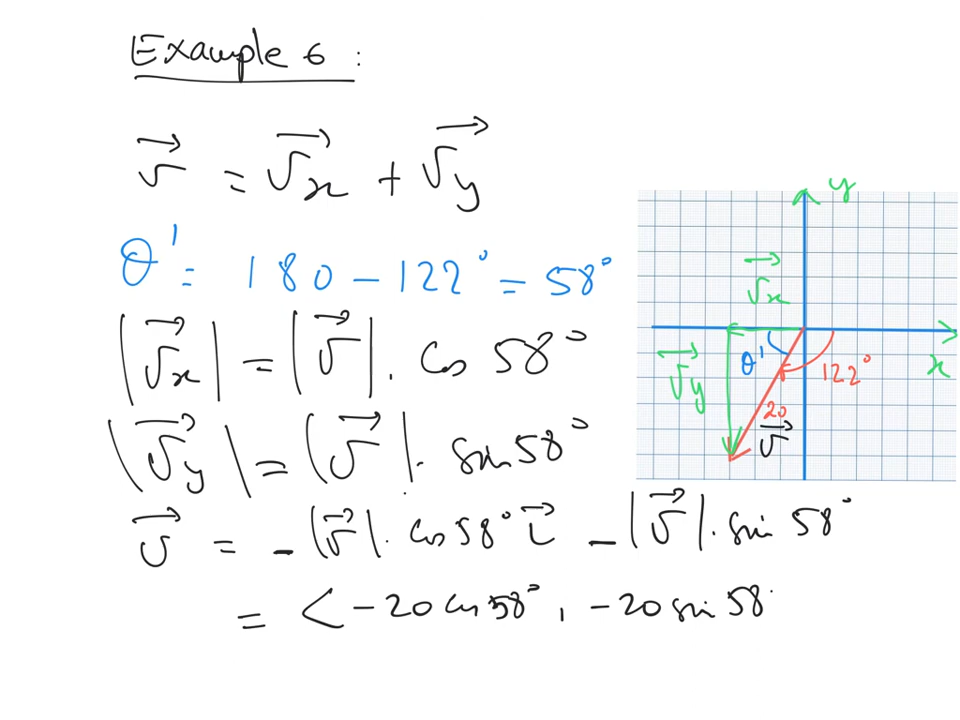 Example 6 :
v⃗ = v⃗x + v⃗y
θ' = 180 - 122° = 58°
|v⃗x| = |v⃗| . cos 58°
|v⃗y| = |v⃗| . sin 58°
v⃗ = - |v⃗| . cos 58° i⃗ - |v⃗| . sin 58°
= < -20 cos 58° , -20 sin 58°
y
v⃗x
x
v⃗y
θ'
122°
20
v⃗